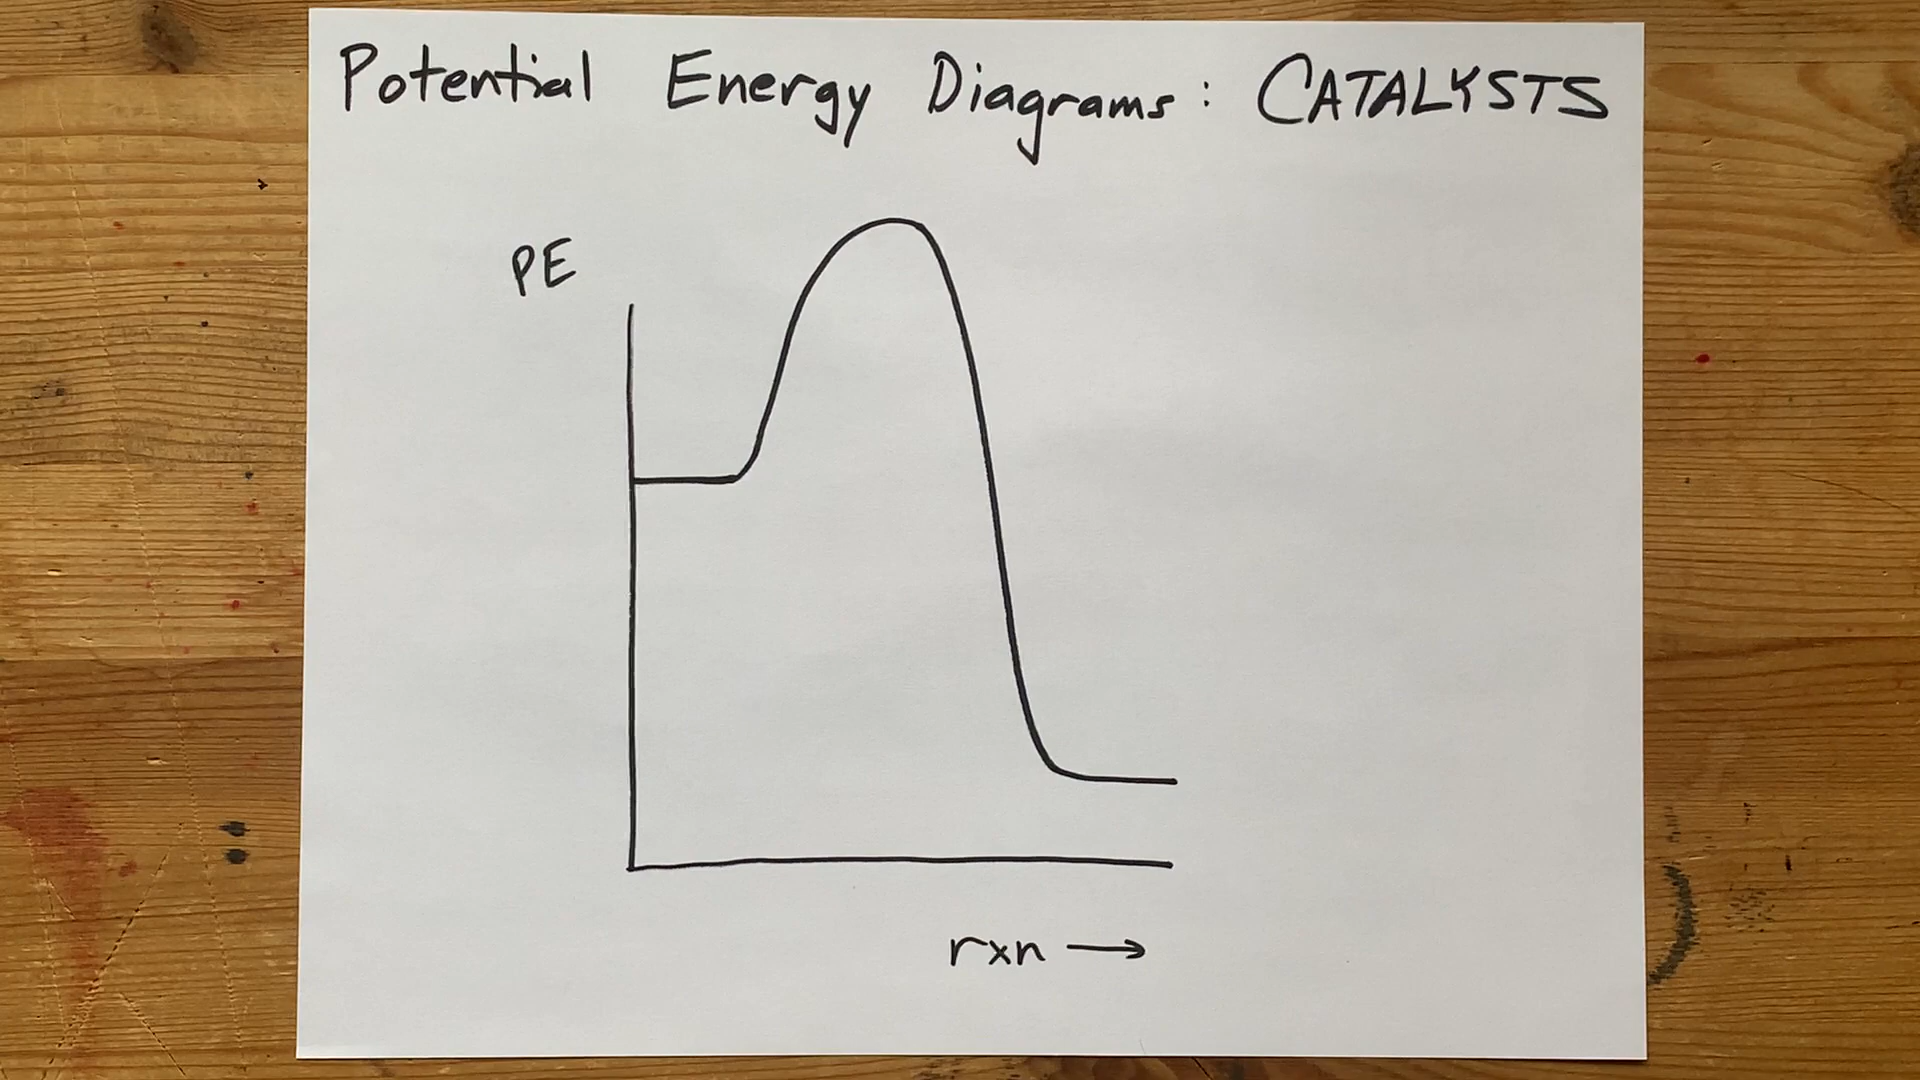 Potential Energy Diagrams: CATALYSTS
PE
rxn →